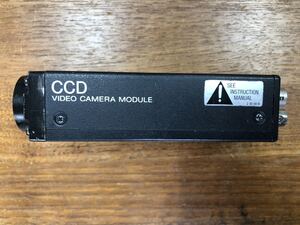 CCD
VIDEO CAMERA MODULE
SEE
INSTRUCTION
MANUAL